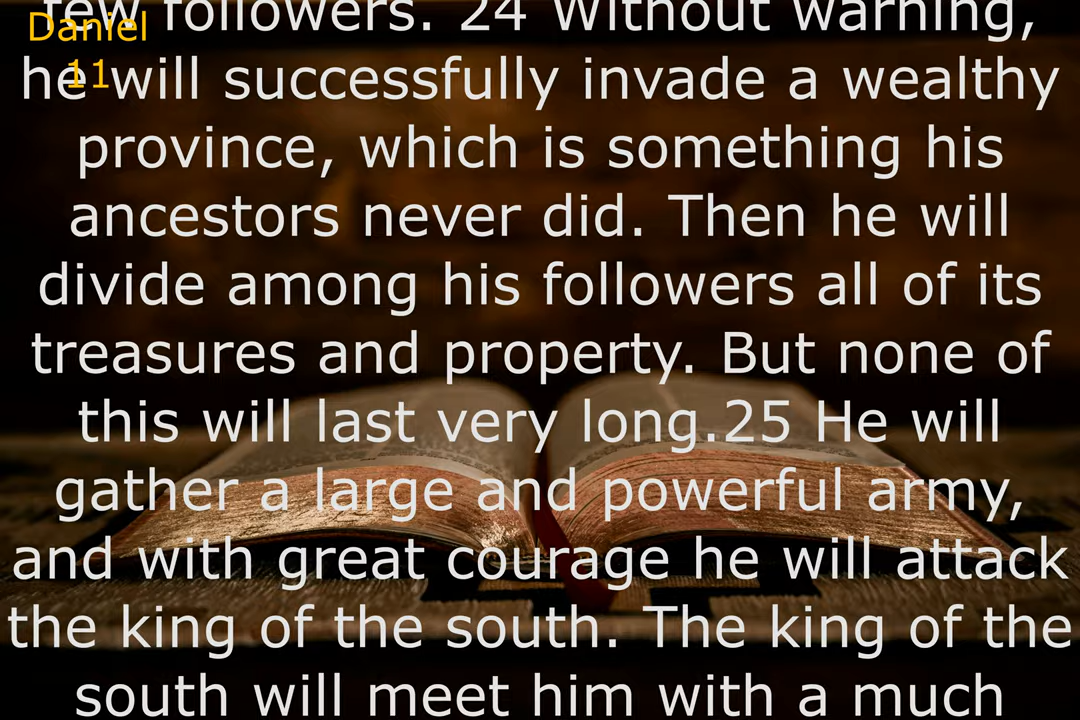 few followers. 24 Without warning,
Daniel
11
he will successfully invade a wealthy
province, which is something his
ancestors never did. Then he will
divide among his followers all of its
treasures and property. But none of
this will last very long.25 He will
gather a large and powerful army,
and with great courage he will attack
the king of the south. The king of the
south will meet him with a much